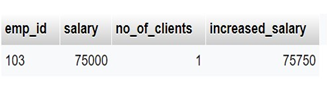 emp_id salary no_of_clients increased_salary
103 75000 1 75750